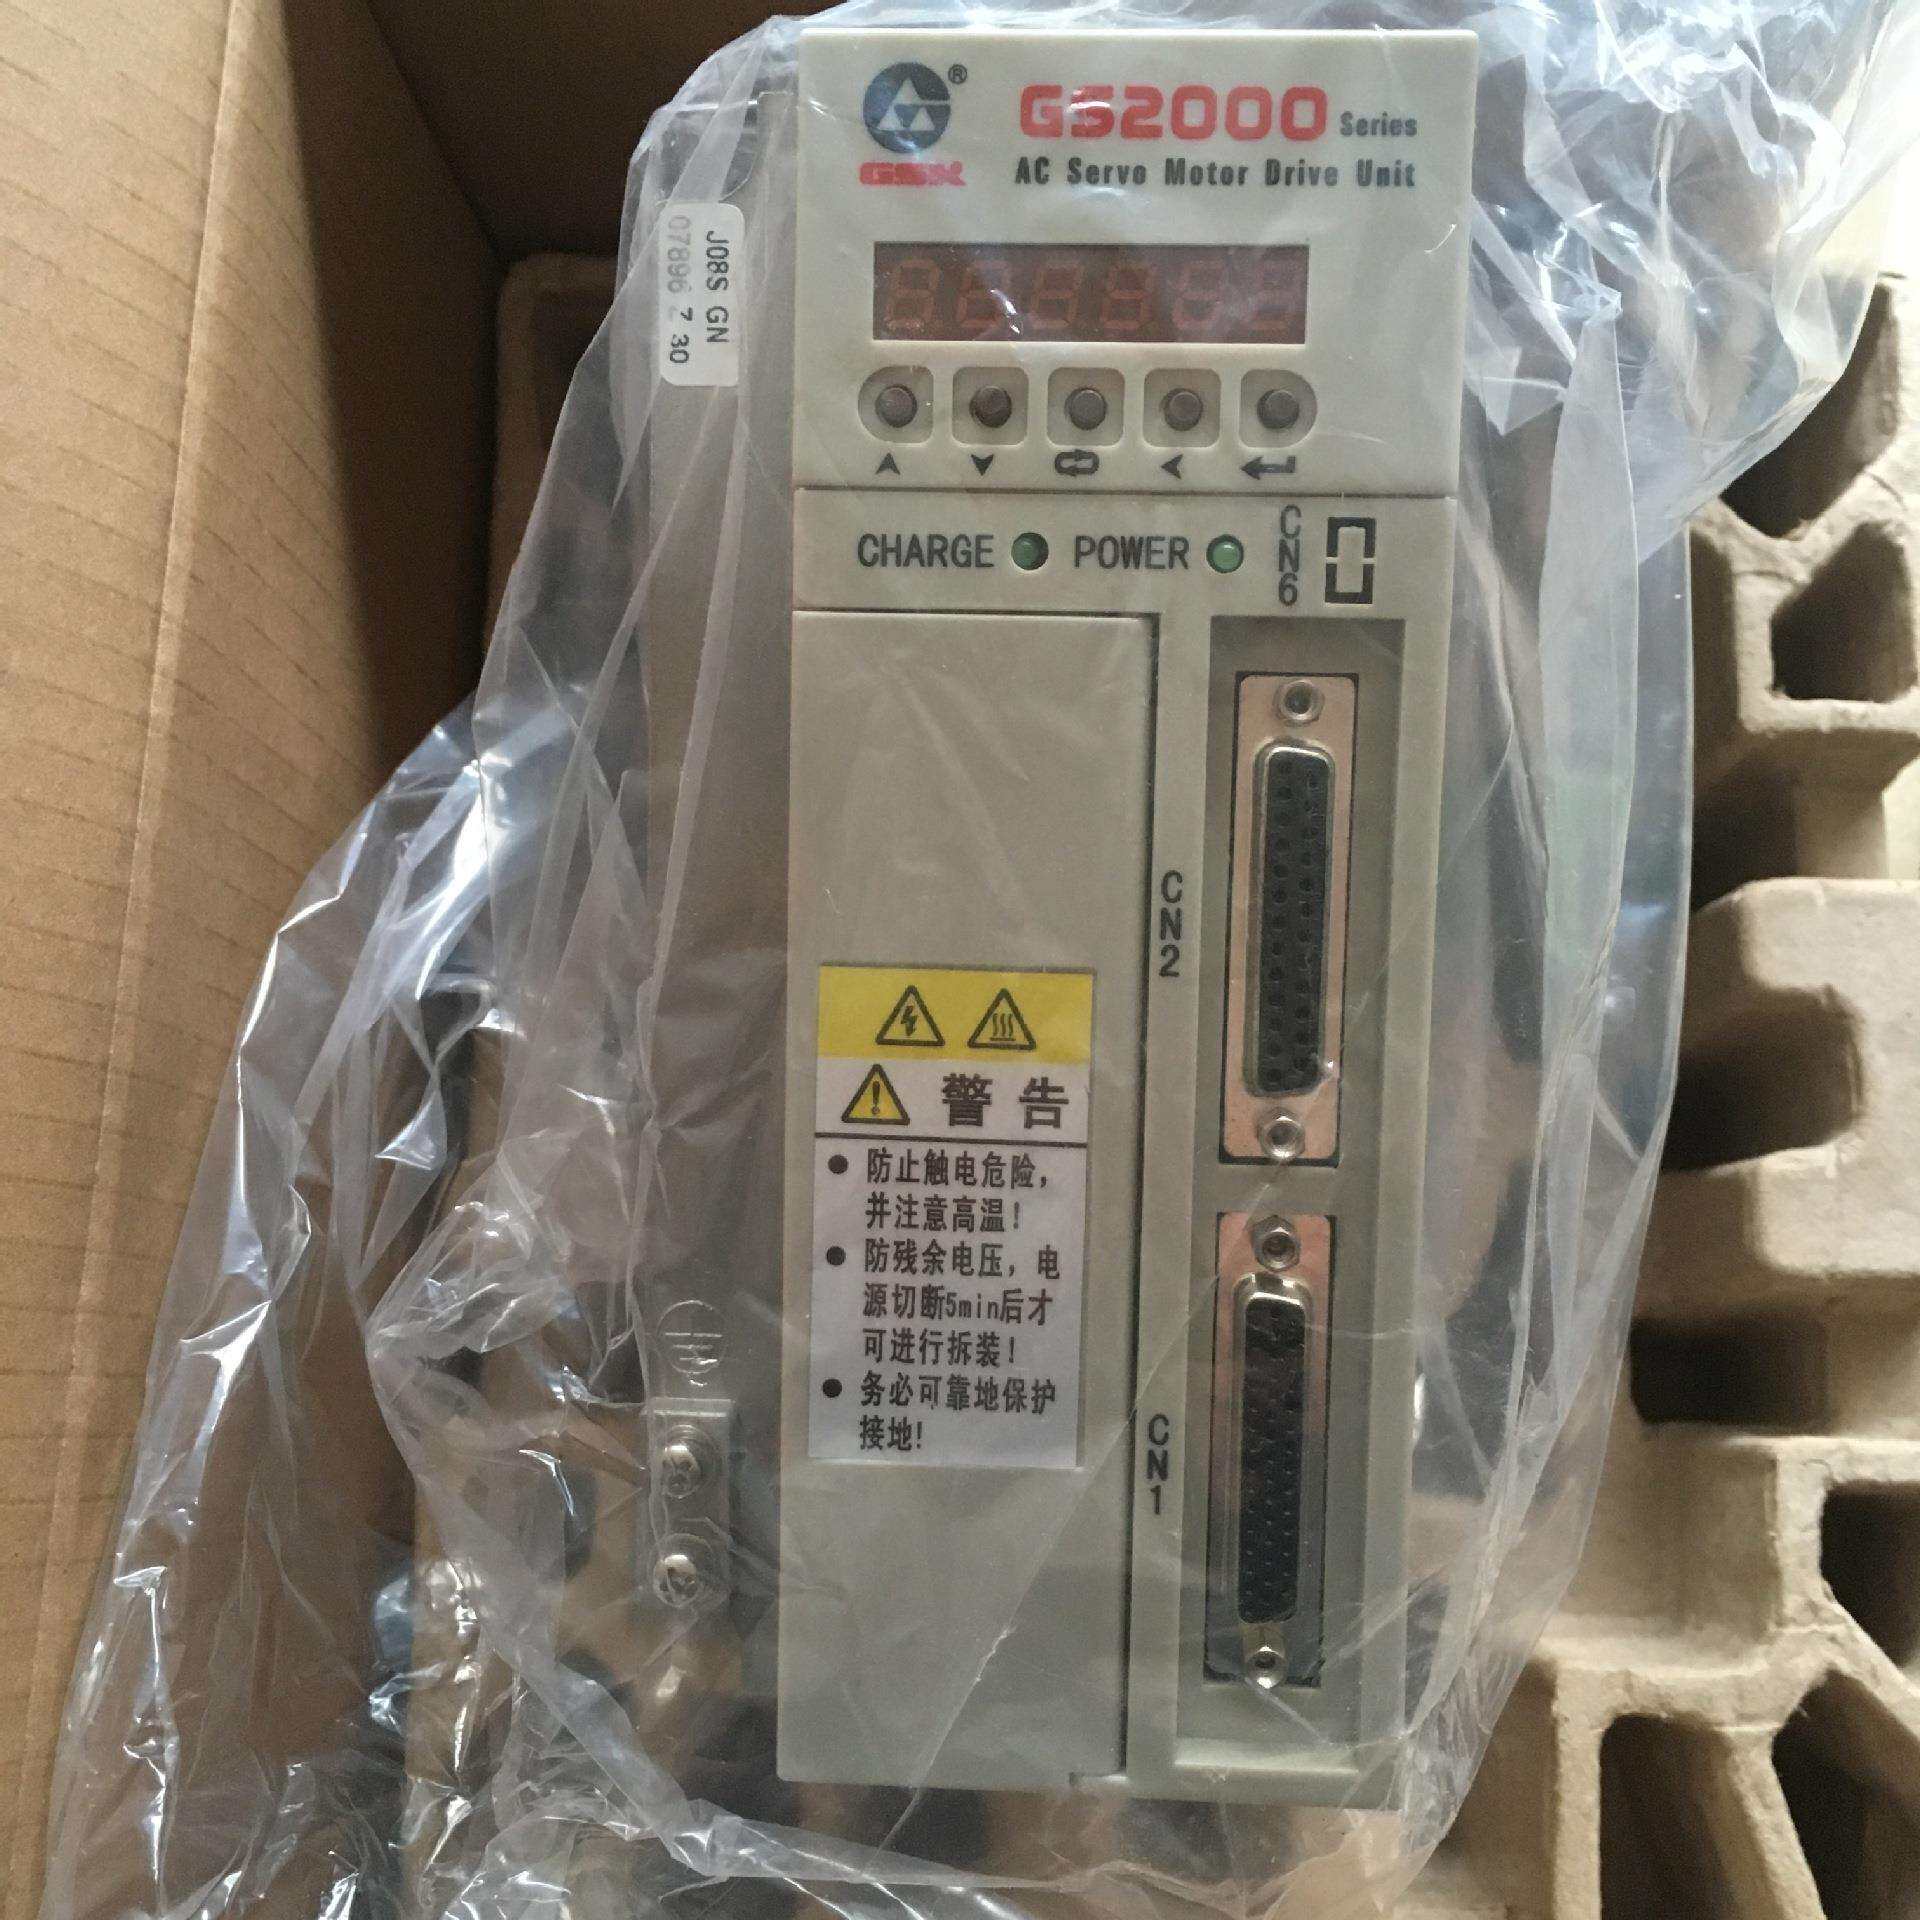 ®
GSK
GS2000 Series
AC Servo Motor Drive Unit
J08S GN
07896 Z 30
CHARGE
POWER
CN6
CN2
警告
● 防止触电危险，
并注意高温！
● 防残余电压，电
源切断5min后才
可进行拆装！
● 务必可靠地保护
接地！
CN1